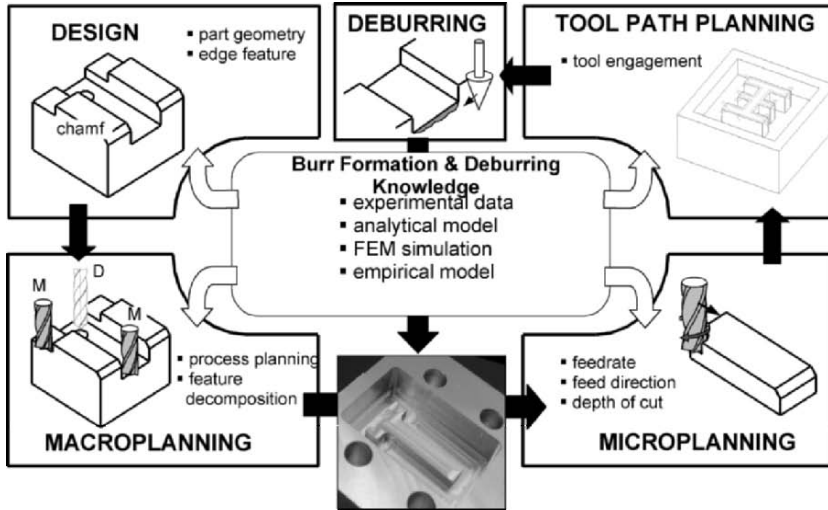 DESIGN
▪ part geometry
▪ edge feature
chamf
DEBURRING
TOOL PATH PLANNING
▪ tool engagement
Burr Formation & Deburring
Knowledge
▪ experimental data
▪ analytical model
▪ FEM simulation
▪ empirical model
M
D
M
▪ process planning
▪ feature
decomposition
MACROPLANNING
▪ feedrate
▪ feed direction
▪ depth of cut
MICROPLANNING